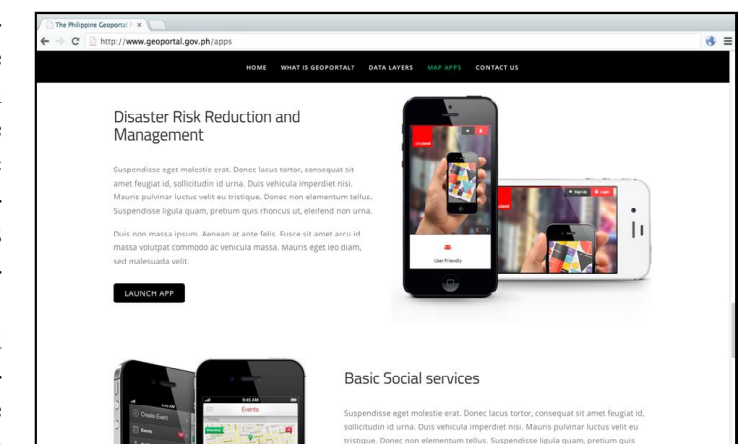 The Philippine Geoportal
http://www.geoportal.gov.ph/apps
HOME WHAT IS GEOPORTAL? DATA LAYERS MAP APPS CONTACT US
Disaster Risk Reduction and
Management
Suspendisse eget molestie erat. Donec lacus tortor, consequat sit
amet feugiat id, sollicitudin id urna. Duis vehicula imperdiet nisi.
Mauris pulvinar luctus velit eu tristique. Donec non elementum tellus.
Suspendisse ligula quam, pretium quis rhoncus ut, eleifend non urna.
Duis non massa ipsum. Aenean at ante felis. Fusce sit amet arcu id
massa volutpat commodo ac vehicula massa. Mauris eget leo diam,
sed malesuada velit.
LAUNCH APP
User Friendly
Sign Up Login
Basic Social services
Suspendisse eget molestie erat. Donec lacus tortor, consequat sit amet feugiat id,
sollicitudin id urna. Duis vehicula imperdiet nisi. Mauris pulvinar luctus velit eu
tristique. Donec non elementum tellus. Suspendisse ligula quam, pretium quis
9:45 AM
Create Event
Events
9:45 AM
Events